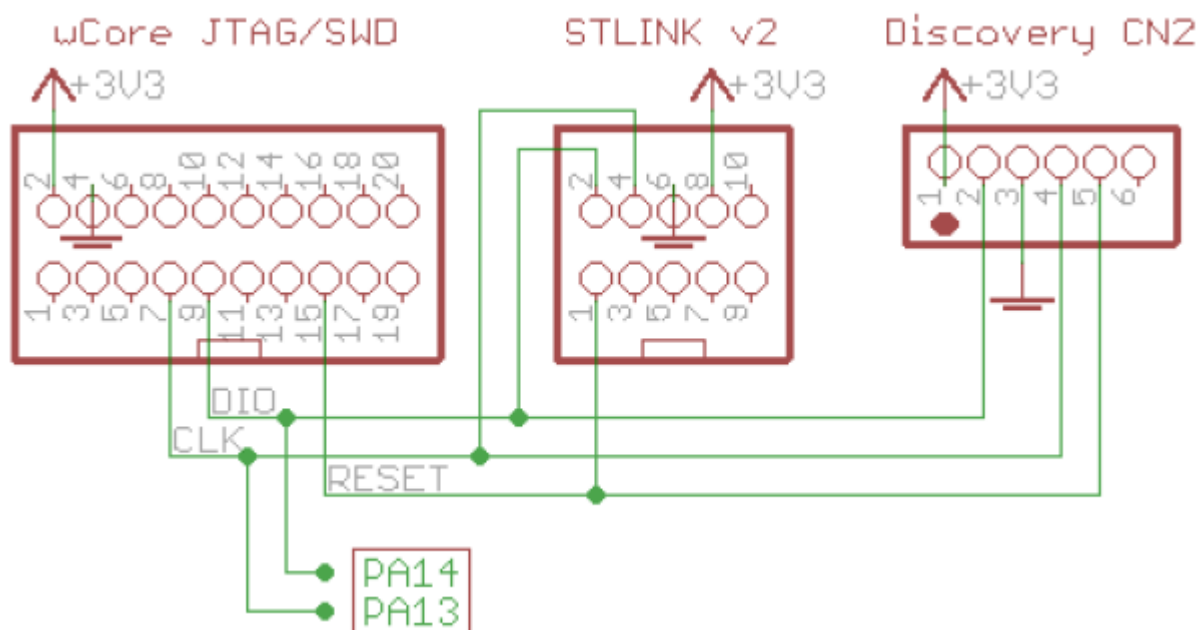 wCore JTAG/SWD
STLINK v2
Discovery CN2
+3V3
+3V3
+3V3
2 4 6 8 10 12 14 16 18 20
1 3 5 7 9 11 13 15 17 19
2 4 6 8 10
1 3 5 7 9
1 2 3 4 5 6
DIO
CLK
RESET
PA14
PA13